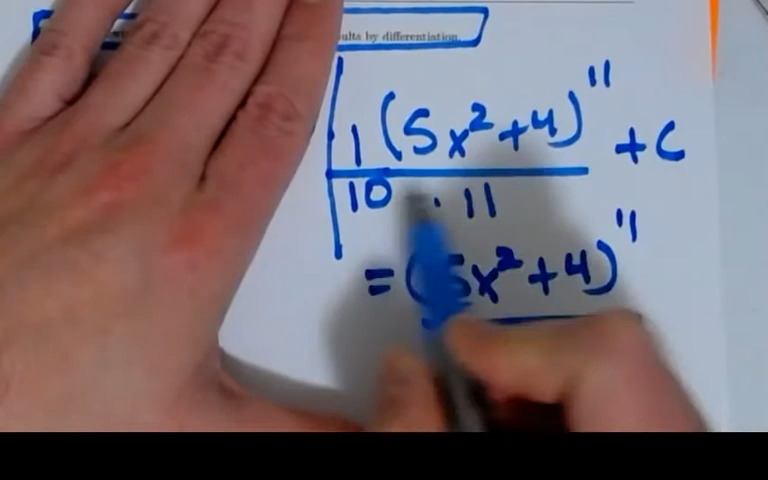 ults by differentiation.
1 (5x² + 4)¹¹ + C
10 · 11
= (5x² + 4)¹¹